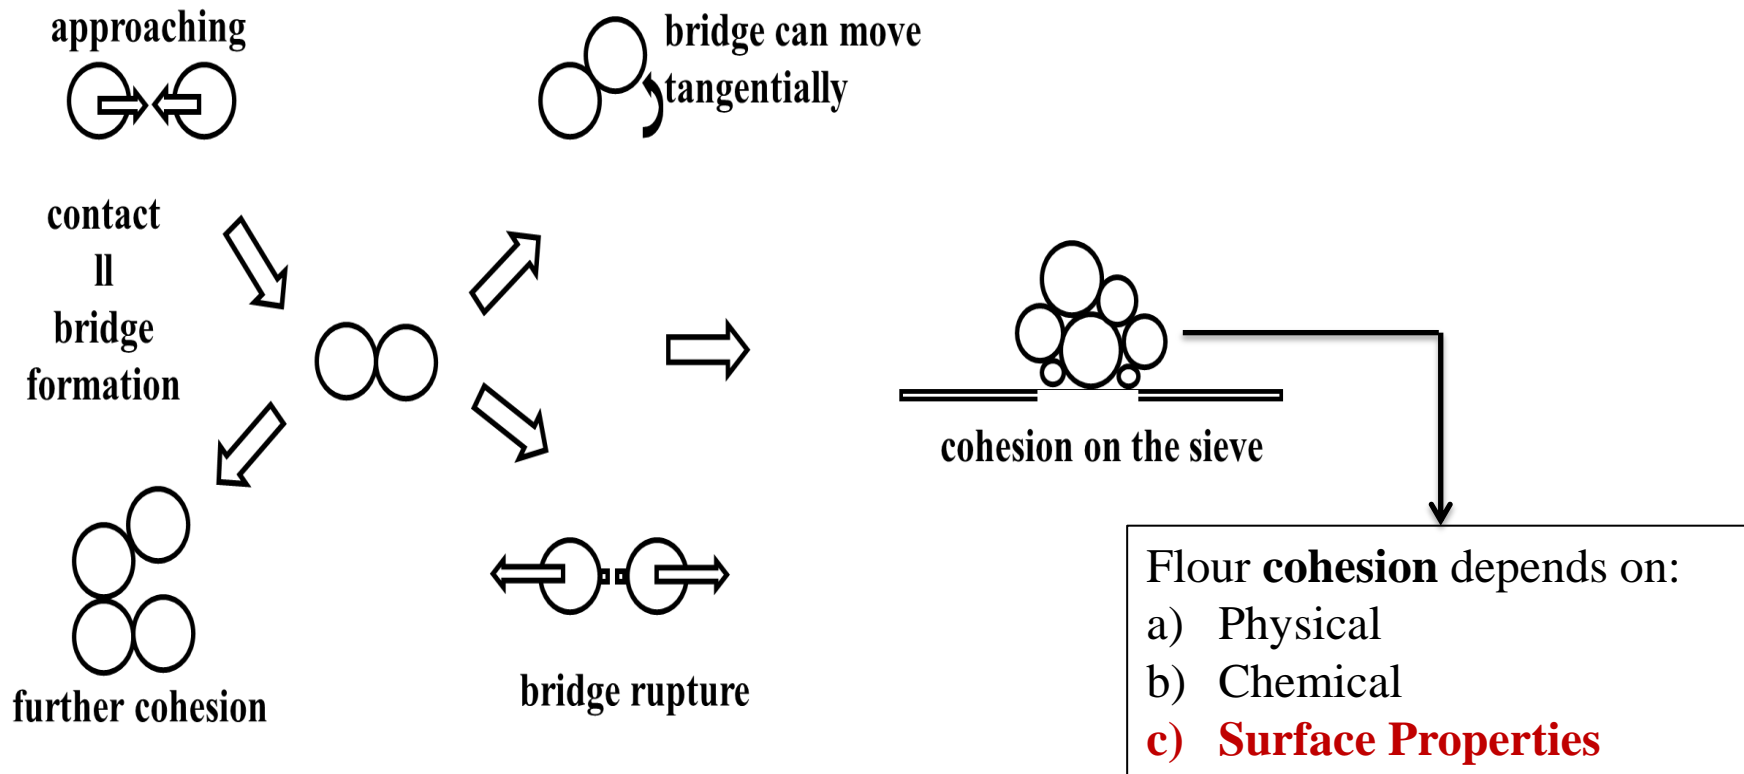 approaching
bridge can move
tangentially
contact
ll
bridge
formation
cohesion on the sieve
further cohesion
bridge rupture
Flour cohesion depends on:
a) Physical
b) Chemical
c) Surface Properties